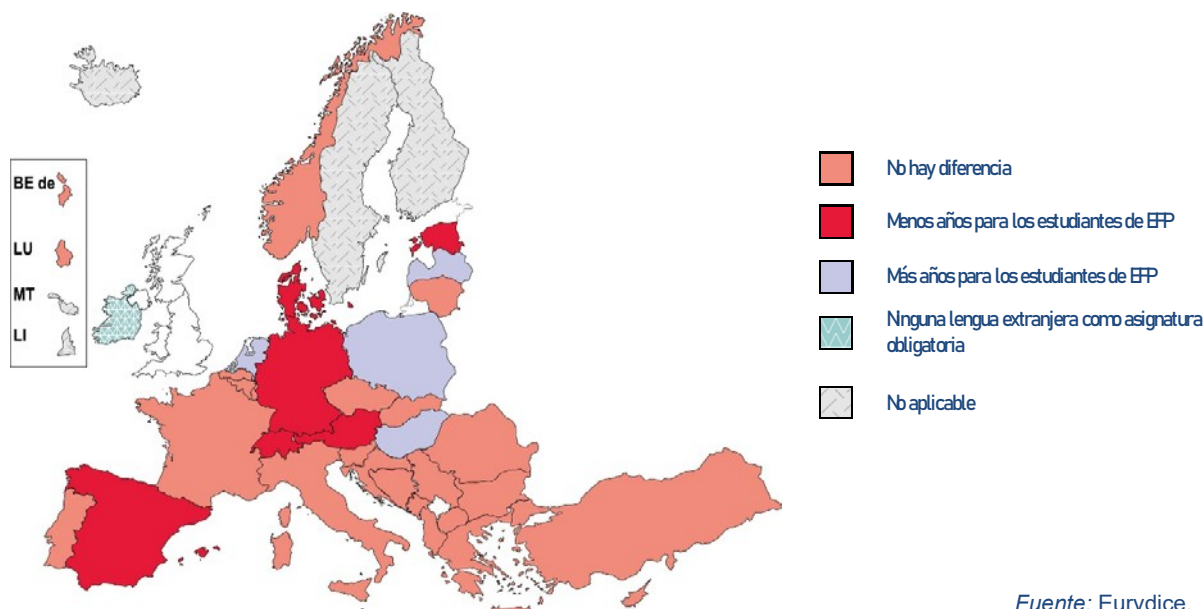 BE de
LU
MT
LI
No hay diferencia
Menos años para los estudiantes de EFP
Más años para los estudiantes de EFP
Ninguna lengua extranjera como asignatura
obligatoria
No aplicable
Fuente: Eurydice